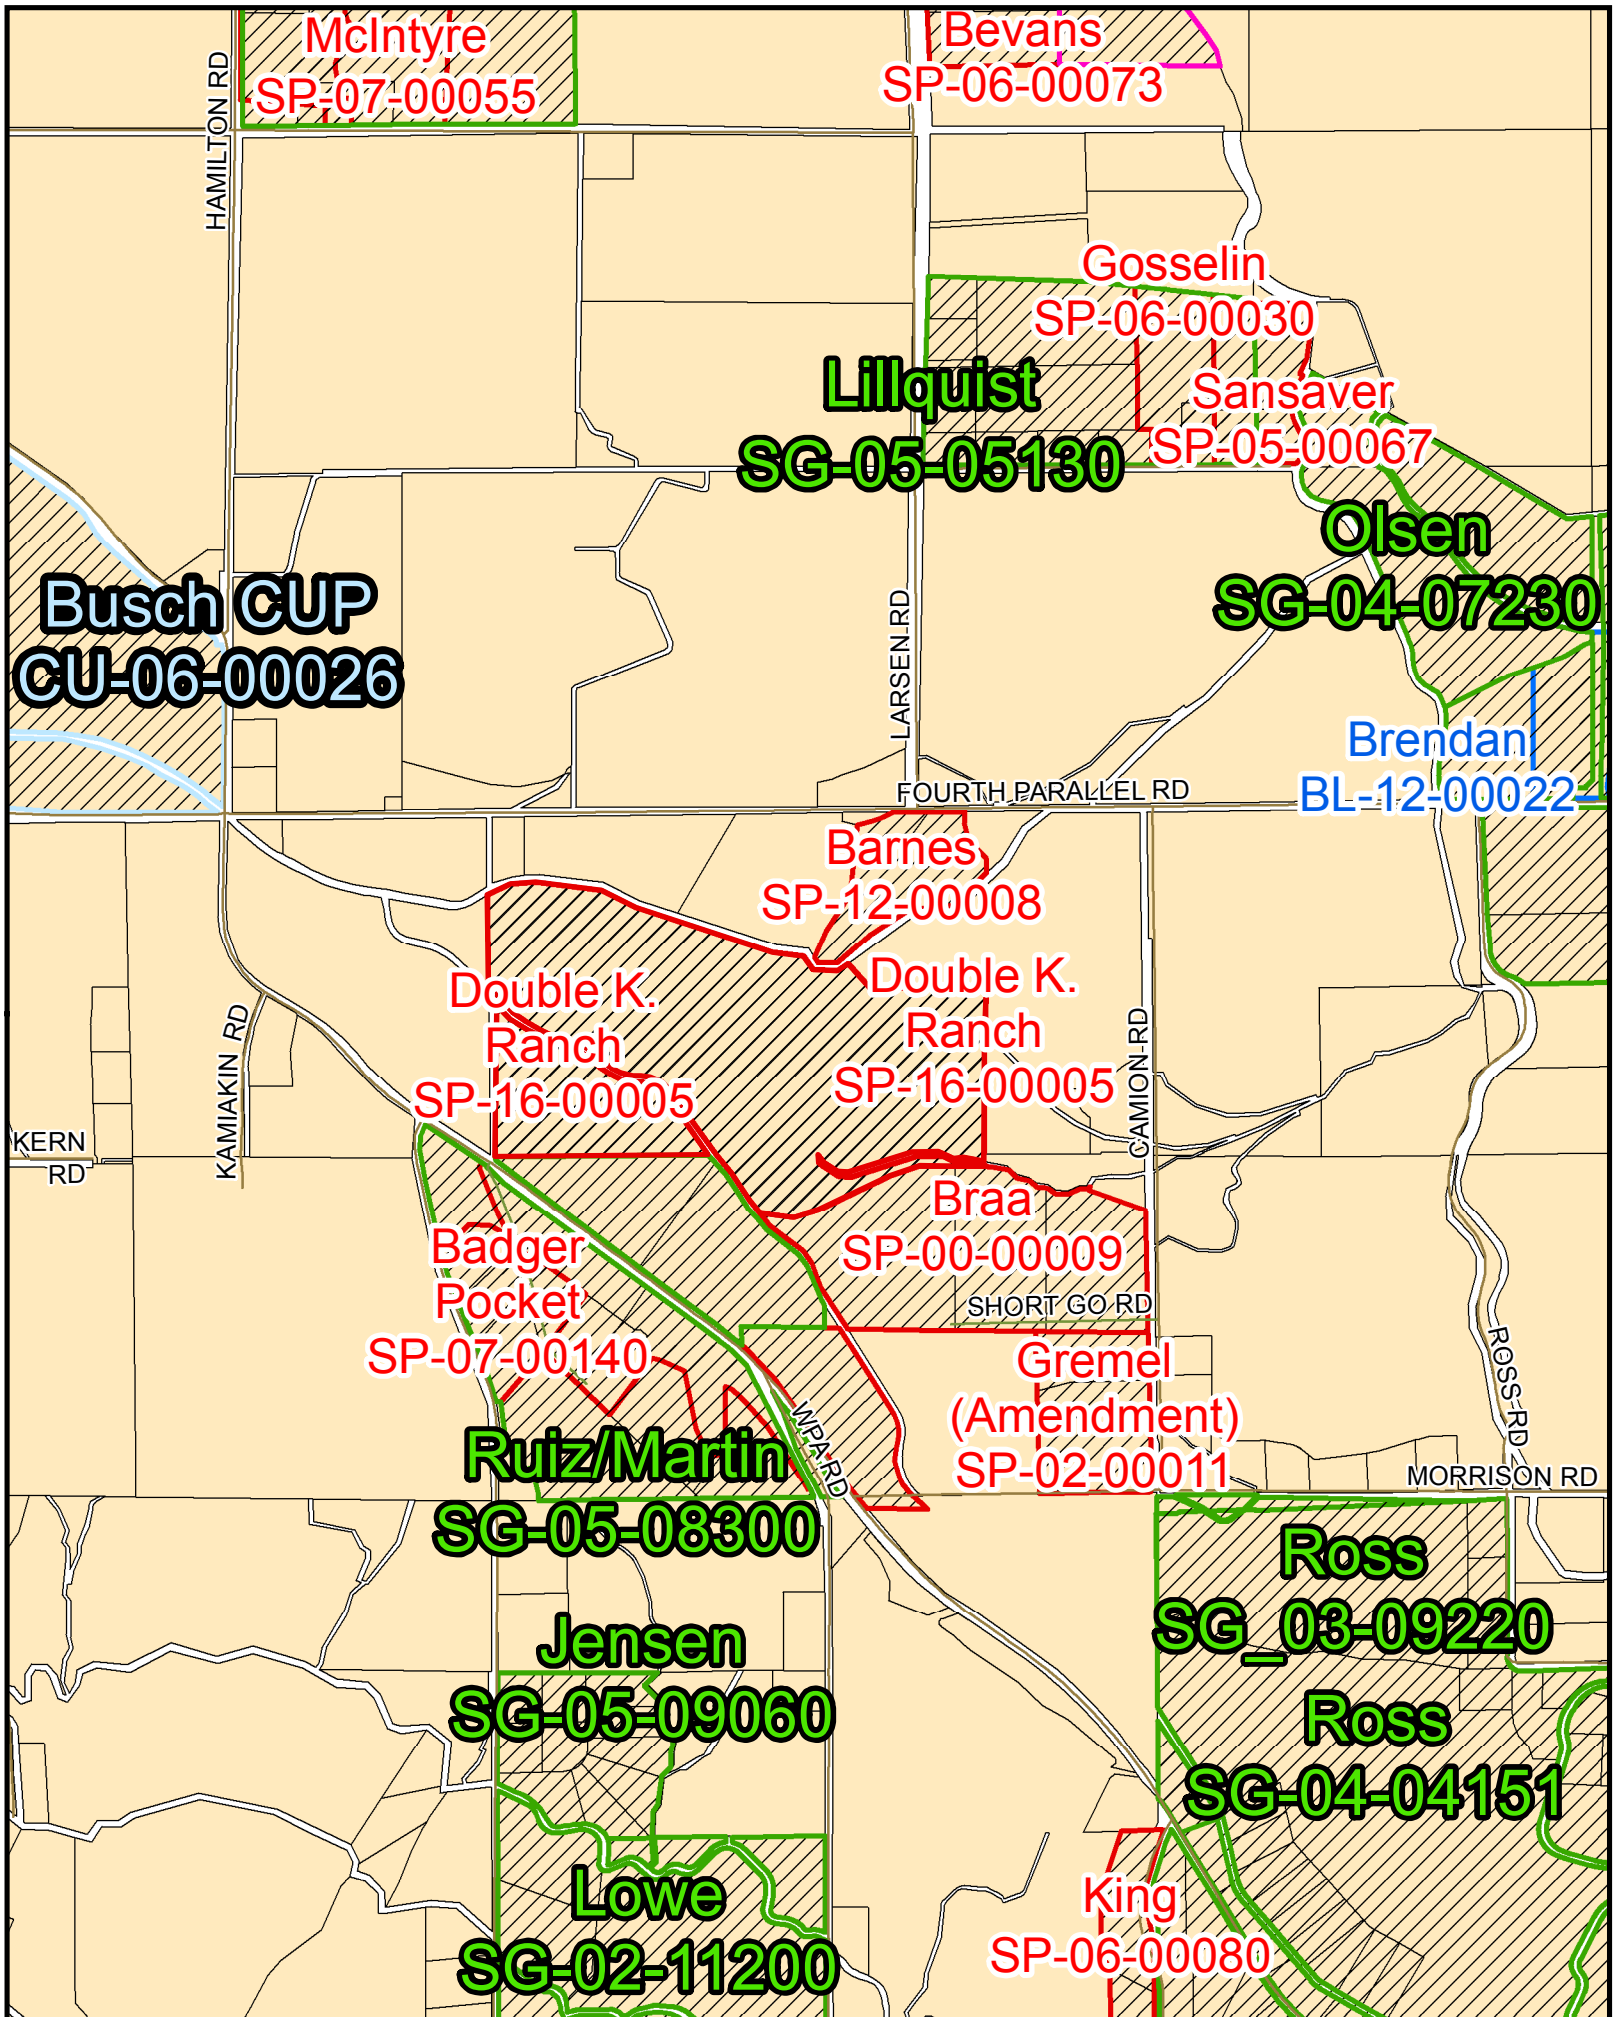 McIntyre
SP-07-00055
Bevans
SP-06-00073
HAMILTON RD
Gosselin
SP-06-00030
Lillquist
SG-05-05130
Sansaver
SP-05-00067
Olsen
SG-04-07230
Busch CUP
CU-06-00026
LARSEN RD
Brendan
BL-12-00022
FOURTH PARALLEL RD
Barnes
SP-12-00008
Double K.
Ranch
SP-16-00005
Double K.
Ranch
SP-16-00005
KAMIAKIN RD
CAMION RD
KERN
RD
Braa
SP-00-00009
Badger
Pocket
SP-07-00140
SHORT GO RD
Gremel
(Amendment)
SP-02-00011
ROSS RD
WPA RD
MORRISON RD
Ruiz/Martin
SG-05-08300
Ross
SG_03-09220
Jensen
SG-05-09060
Ross
SG-04-04151
Lowe
SG-02-11200
King
SP-06-00080